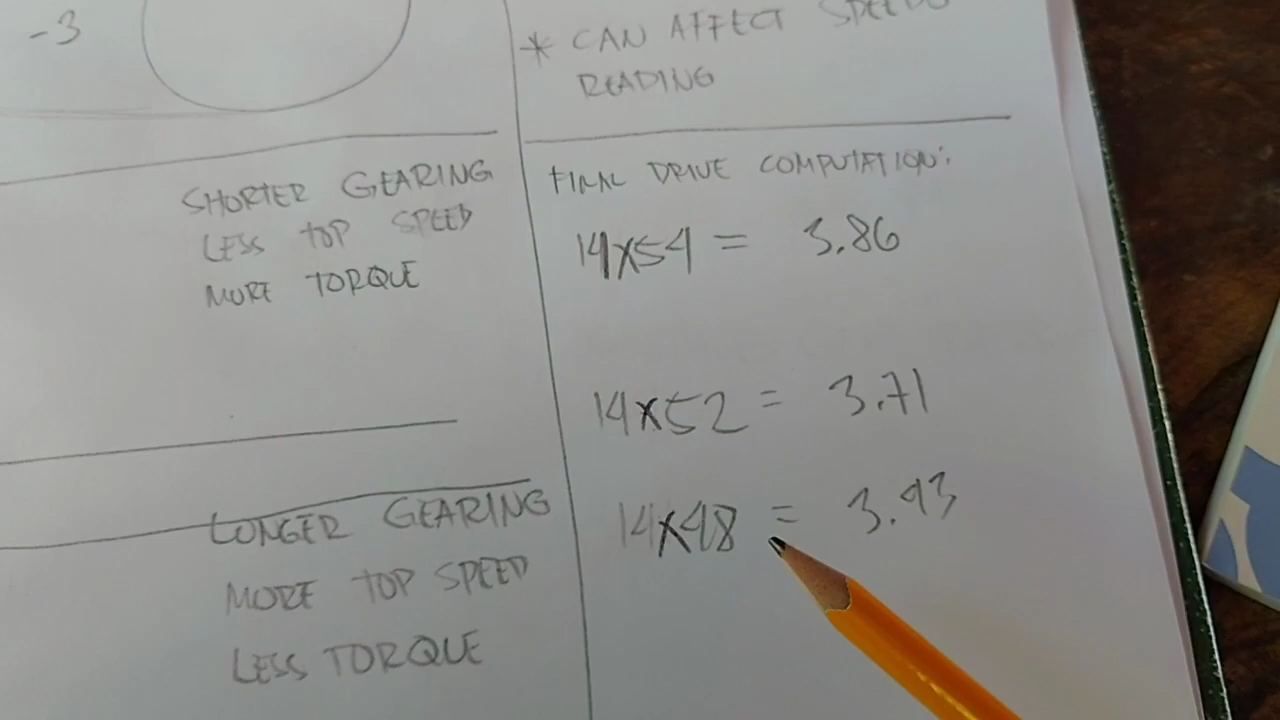 -3
* CAN AFFECT SPEEDO
READING
SHORTER GEARING
LESS TOP SPEED
MORE TORQUE
FINAL DRIVE COMPUTATION:
14x54 = 3.86
14x52 = 3.71
14x48 = 3.43
LONGER GEARING
MORE TOP SPEED
LESS TORQUE